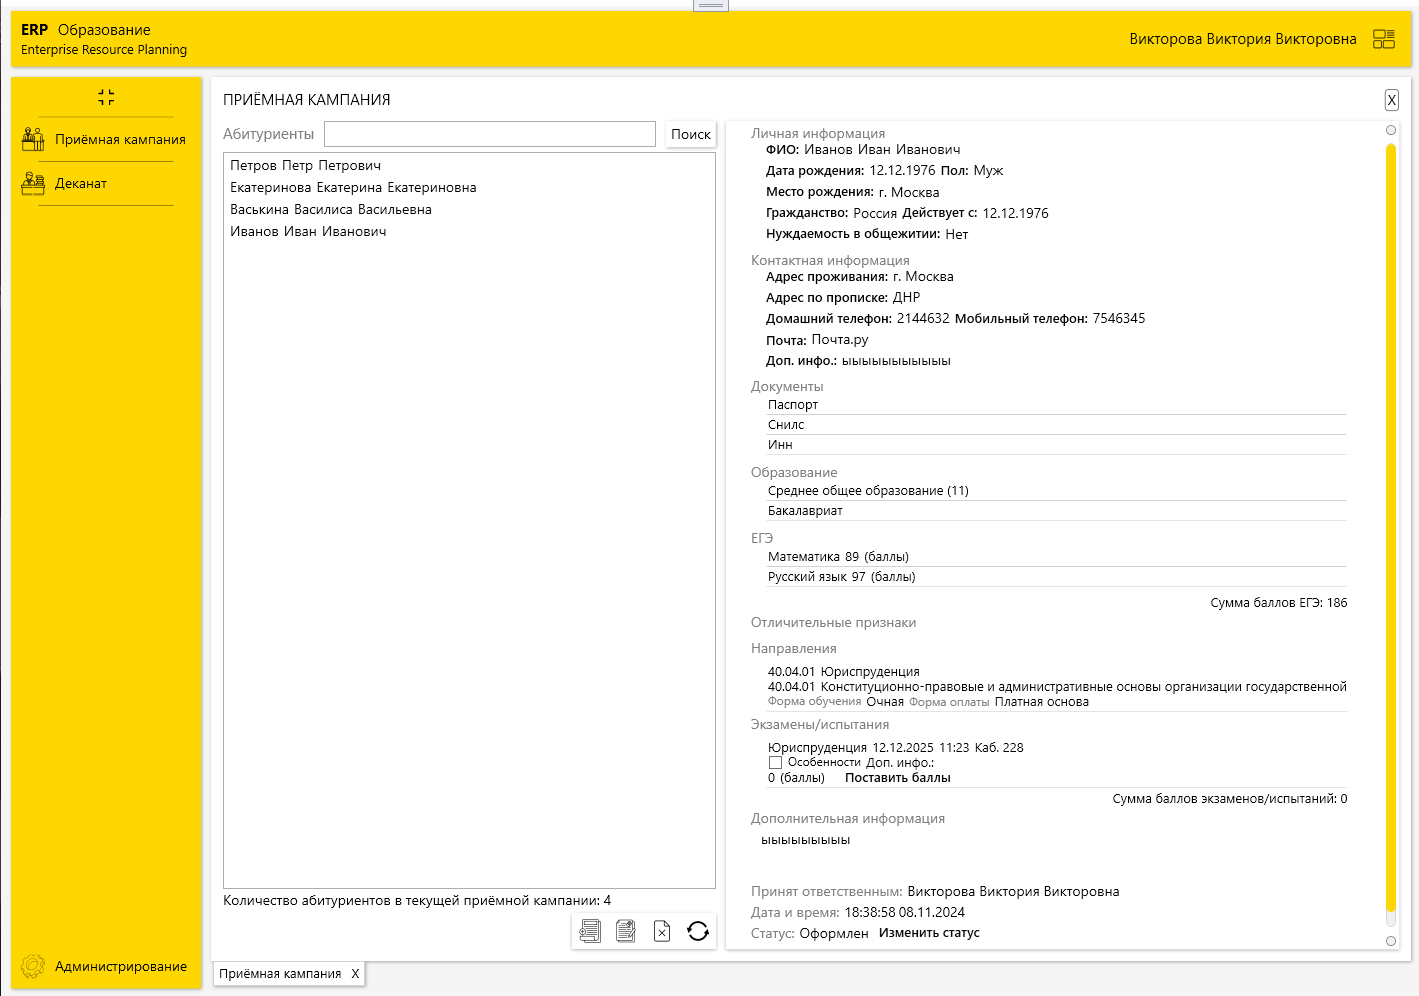 ERP Образование
Enterprise Resource Planning
Викторова Виктория Викторовна
Приёмная кампания
Деканат
Администрирование
ПРИЁМНАЯ КАМПАНИЯ
X
Абитуриенты
Поиск
Петров Петр Петрович
Екатеринова Екатерина Екатериновна
Васькина Василиса Васильевна
Иванов Иван Иванович
Количество абитуриентов в текущей приёмной кампании: 4
Личная информация
ФИО: Иванов Иван Иванович
Дата рождения: 12.12.1976 Пол: Муж
Место рождения: г. Москва
Гражданство: Россия Действует с: 12.12.1976
Нуждаемость в общежитии: Нет
Контактная информация
Адрес проживания: г. Москва
Адрес по прописке: ДНР
Домашний телефон: 2144632 Мобильный телефон: 7546345
Почта: Почта.ру
Доп. инфо.: ыыыыыыыыыыы
Документы
Паспорт
Снилс
Инн
Образование
Среднее общее образование (11)
Бакалавриат
ЕГЭ
Математика 89 (баллы)
Русский язык 97 (баллы)
Сумма баллов ЕГЭ: 186
Отличительные признаки
Направления
40.04.01 Юриспруденция
40.04.01 Конституционно-правовые и административные основы организации государственной
Форма обучения Очная Форма оплаты Платная основа
Экзамены/испытания
Юриспруденция 12.12.2025 11:23 Каб. 228
Особенности Доп. инфо.:
0 (баллы) Поставить баллы
Сумма баллов экзаменов/испытаний: 0
Дополнительная информация
ыыыыыыыыы
Принят ответственным: Викторова Виктория Викторовна
Дата и время: 18:38:58 08.11.2024
Статус: Оформлен Изменить статус
Приёмная кампания X